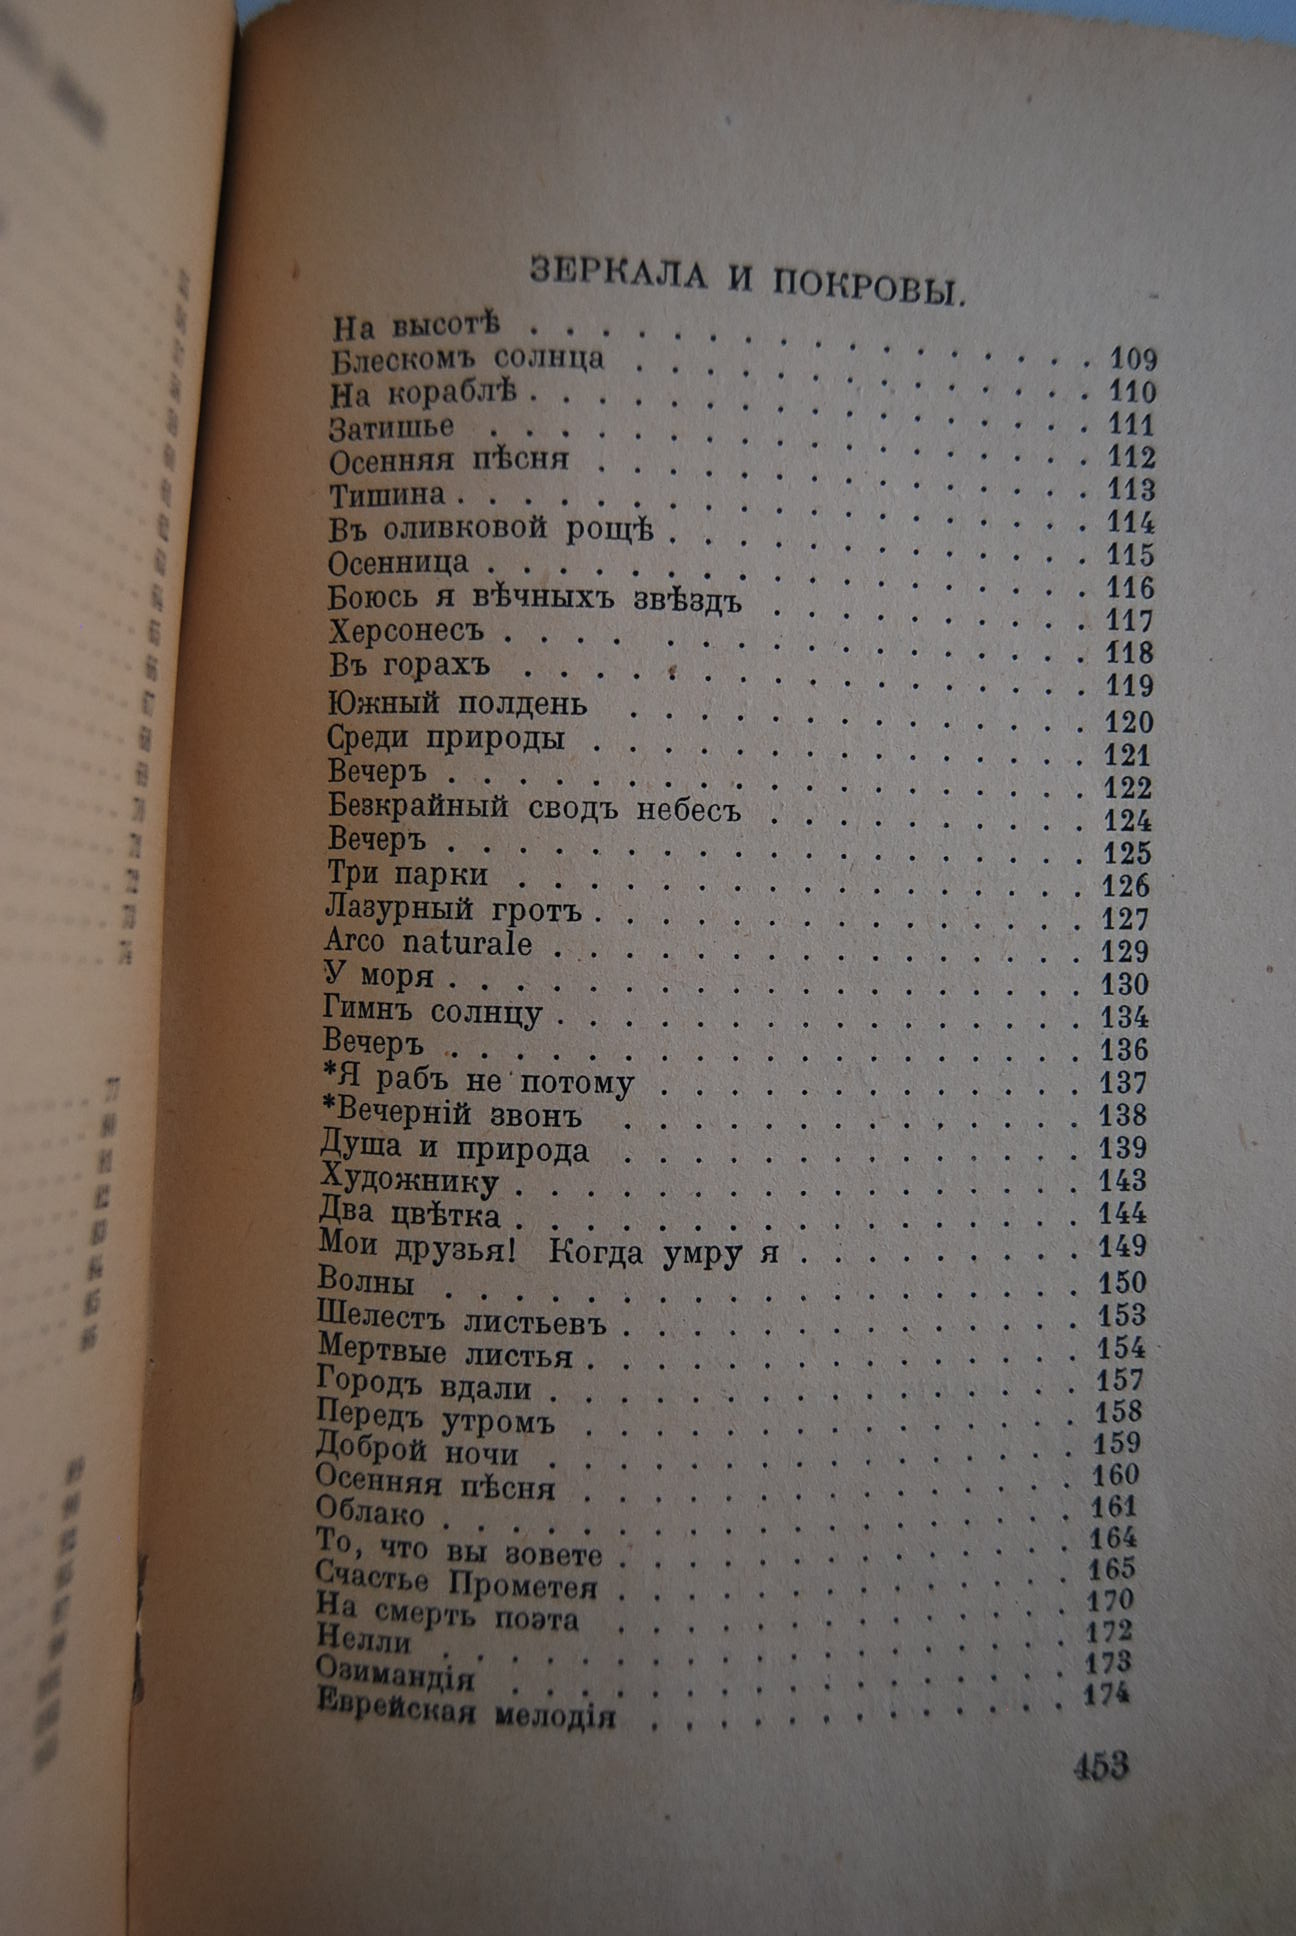 ЗЕРКАЛА И ПОКРОВЫ.
На высотѣ . . . . . . . . . . . . . . . . 109
Блескомъ солнца . . . . . . . . . . . . . 110
На кораблѣ . . . . . . . . . . . . . . . . 111
Затишье . . . . . . . . . . . . . . . . . 112
Осенняя пѣсня . . . . . . . . . . . . . . 113
Тишина . . . . . . . . . . . . . . . . . . 114
Въ оливковой рощѣ . . . . . . . . . . . . 115
Осенница . . . . . . . . . . . . . . . . . 116
Боюсь я вѣчныхъ звѣздъ . . . . . . . . . 117
Херсонесъ . . . . . . . . . . . . . . . . 118
Въ горахъ . . . . . . . . . . . . . . . . 119
Южный полдень . . . . . . . . . . . . . 120
Среди природы . . . . . . . . . . . . . . 121
Вечеръ . . . . . . . . . . . . . . . . . . 122
Безкрайный сводъ небесъ . . . . . . . . . 124
Вечеръ . . . . . . . . . . . . . . . . . . 125
Три парки . . . . . . . . . . . . . . . . 126
Лазурный гротъ . . . . . . . . . . . . . . 127
Arco naturale . . . . . . . . . . . . . . . 129
У моря . . . . . . . . . . . . . . . . . . 130
Гимнъ солнцу . . . . . . . . . . . . . . . 134
Вечеръ . . . . . . . . . . . . . . . . . . 136
*Я рабъ не потому . . . . . . . . . . . . 137
*Вечерній звонъ . . . . . . . . . . . . . 138
Душа и природа . . . . . . . . . . . . . 139
Художнику . . . . . . . . . . . . . . . . 143
Два цвѣтка . . . . . . . . . . . . . . . . 144
Мои друзья! Когда умру я . . . . . . . . 149
Волны . . . . . . . . . . . . . . . . . . 150
Шелестъ листьевъ . . . . . . . . . . . . . 153
Мертвые листья . . . . . . . . . . . . . . 154
Городъ вдали . . . . . . . . . . . . . . . 157
Передъ утромъ . . . . . . . . . . . . . . 158
Доброй ночи . . . . . . . . . . . . . . . 159
Осенняя пѣсня . . . . . . . . . . . . . . 160
Облако . . . . . . . . . . . . . . . . . . 161
То, что вы зовете . . . . . . . . . . . . . 164
Счастье Прометея . . . . . . . . . . . . . 165
На смерть поэта . . . . . . . . . . . . . 170
Нелли . . . . . . . . . . . . . . . . . . 172
Озимандія . . . . . . . . . . . . . . . . 173
Еврейская мелодія . . . . . . . . . . . . 174
453